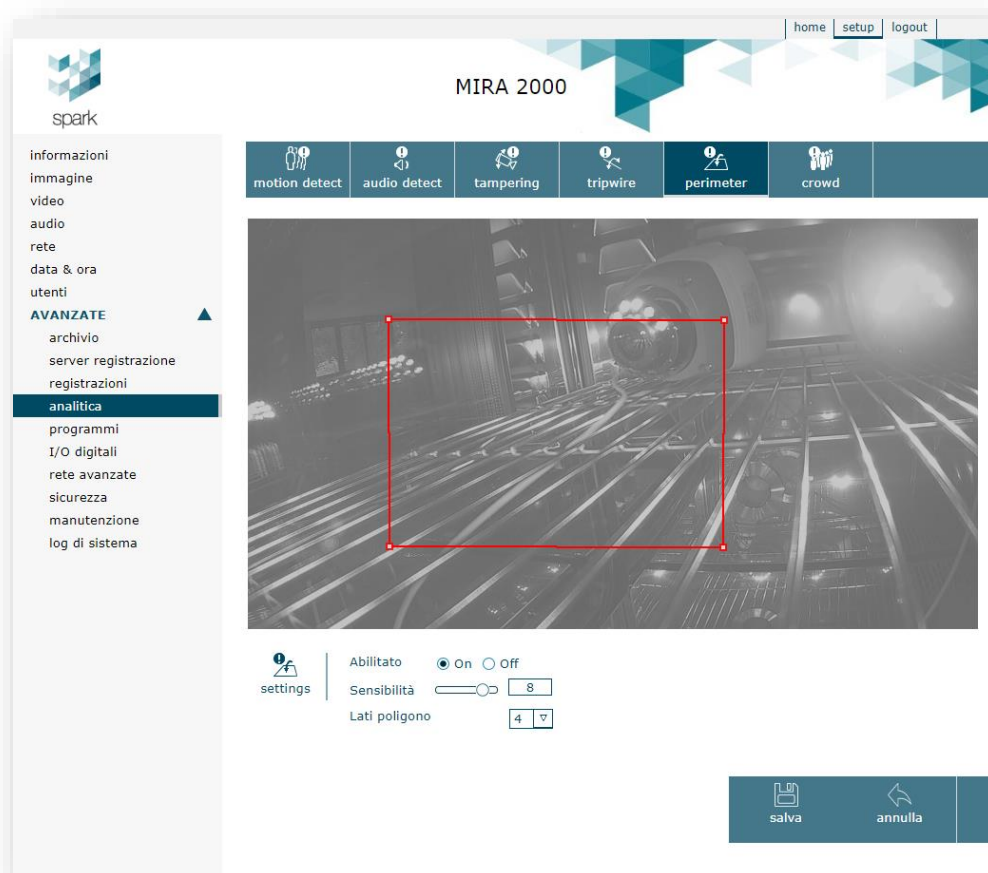 home setup logout
spark
MIRA 2000
informazioni
immagine
video
audio
rete
data & ora
utenti
AVANZATE
archivio
server registrazione
registrazioni
analitica
programmi
I/O digitali
rete avanzate
sicurezza
manutenzione
log di sistema
motion detect audio detect tampering tripwire perimeter crowd
settings
Abilitato On Off
Sensibilità 8
Lati poligono 4
salva annulla